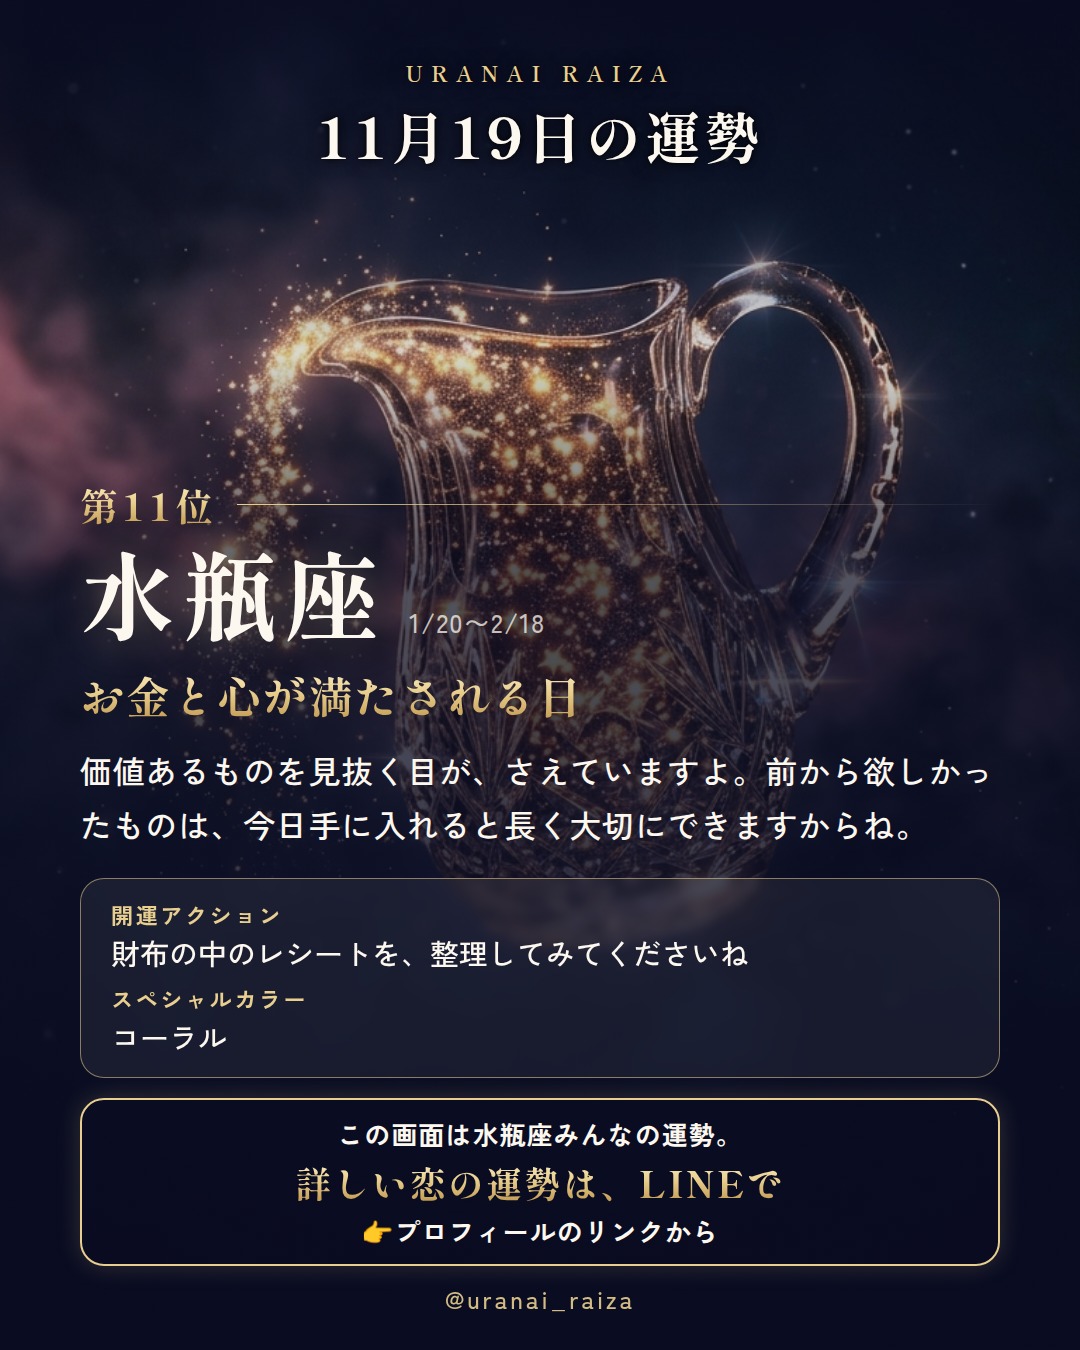 URANAI RAIZA
11月19日の運勢
第11位
水瓶座 1/20〜2/18
お金と心が満たされる日
価値あるものを見抜く目が、さえていますよ。前から欲しかっ
たものは、今日手に入れると長く大切にできますからね。
開運アクション
財布の中のレシートを、整理してみてくださいね
スペシャルカラー
コーラル
この画面は水瓶座みんなの運勢。
詳しい恋の運勢は、LINEで
👉プロフィールのリンクから
@uranai_raiza